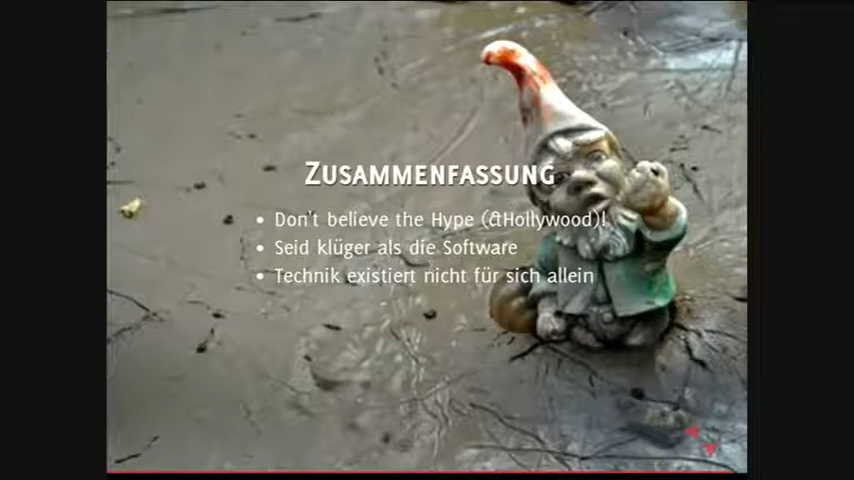 Zusammenfassung
• Don't believe the Hype (&Hollywood)!
• Seid klüger als die Software
• Technik existiert nicht für sich allein